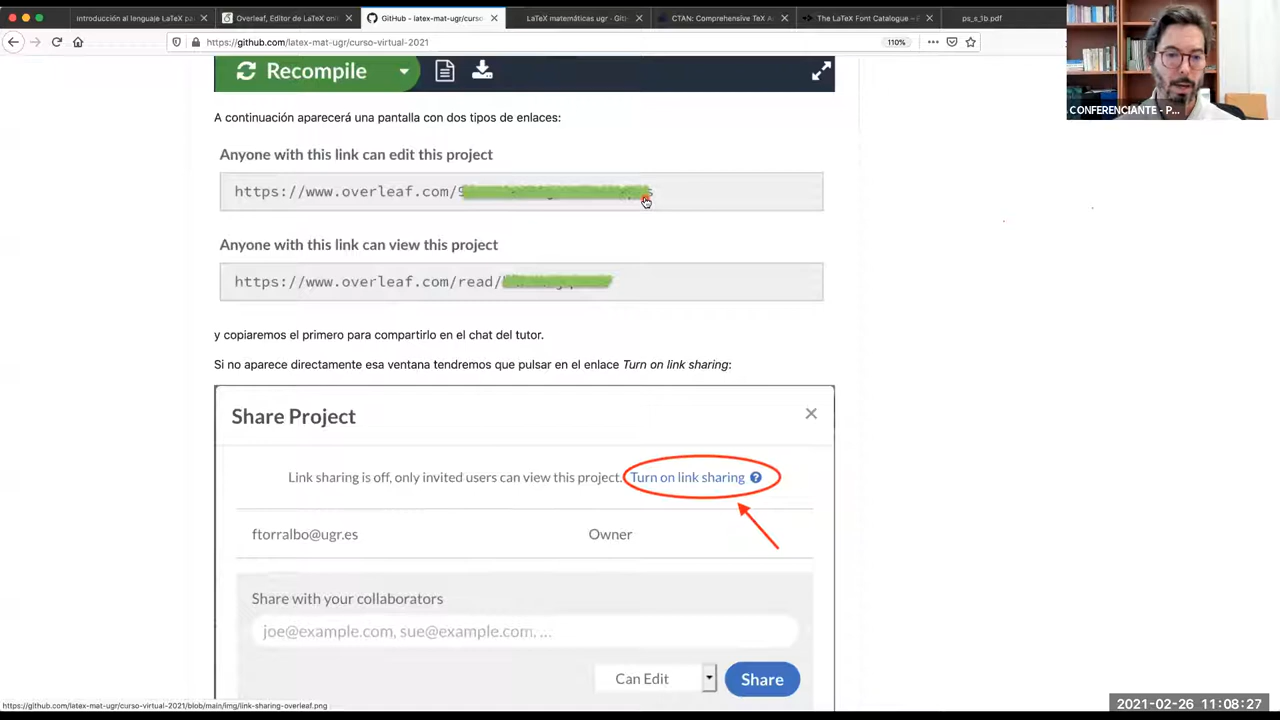 Introducción al lenguaje LaTeX pa
Overleaf, Editor de LaTeX onli
GitHub - latex-mat-ugr/curso-
LaTeX matemáticas ugr · Git
CTAN: Comprehensive TeX A
The LaTeX Font Catalogue –
ps_s_1b.pdf
https://github.com/latex-mat-ugr/curso-virtual-2021
110%
Recompile
CONFERENCIANTE - P...
A continuación aparecerá una pantalla con dos tipos de enlaces:
Anyone with this link can edit this project
https://www.overleaf.com/9
Anyone with this link can view this project
https://www.overleaf.com/read/
y copiaremos el primero para compartirlo en el chat del tutor.
Si no aparece directamente esa ventana tendremos que pulsar en el enlace Turn on link sharing:
Share Project
Link sharing is off, only invited users can view this project. Turn on link sharing
ftorralbo@ugr.es Owner
Share with your collaborators
joe@example.com, sue@example.com, ...
Can Edit
Share
https://github.com/latex-mat-ugr/curso-virtual-2021/blob/main/img/link-sharing-overleaf.png
2021-02-26 11:08:27